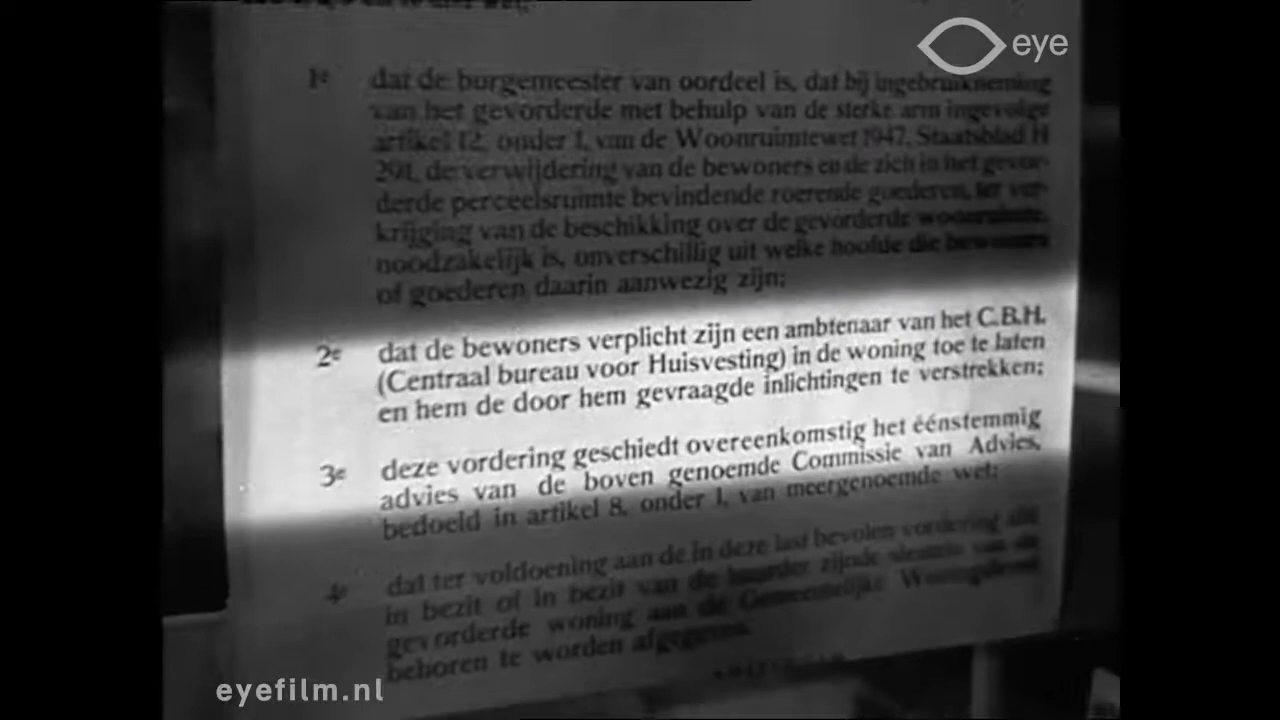 eye
1e dat de burgemeester van oordeel is, dat bij ingebruikneming
van het gevorderde met behulp van de sterke arm ingevolge
artikel 12, onder 1, van de Woonruimtewet 1947, Staatsblad H
291, de verwijdering van de bewoners en de zich in het gevor-
derde perceelsruimte bevindende roerende goederen, ter ver-
krijging van de beschikking over de gevorderde woonruimte,
noodzakelijk is, onverschillig uit welke hoofde die bewoners
of goederen daarin aanwezig zijn;
2e dat de bewoners verplicht zijn een ambtenaar van het C.B.H.
(Centraal bureau voor Huisvesting) in de woning toe te laten
en hem de door hem gevraagde inlichtingen te verstrekken;
3e deze vordering geschiedt overeenkomstig het éénstemmig
advies van de boven genoemde Commissie van Advies,
bedoeld in artikel 8, onder 1, van meergenoemde wet;
4e dat ter voldoening aan de in deze last bevolen vordering
in bezit of in bezit van de huurder zijnde sleutels van de
gevorderde woning aan de Gemeentelijke
behoren te worden afgegeven.
eyefilm.nl